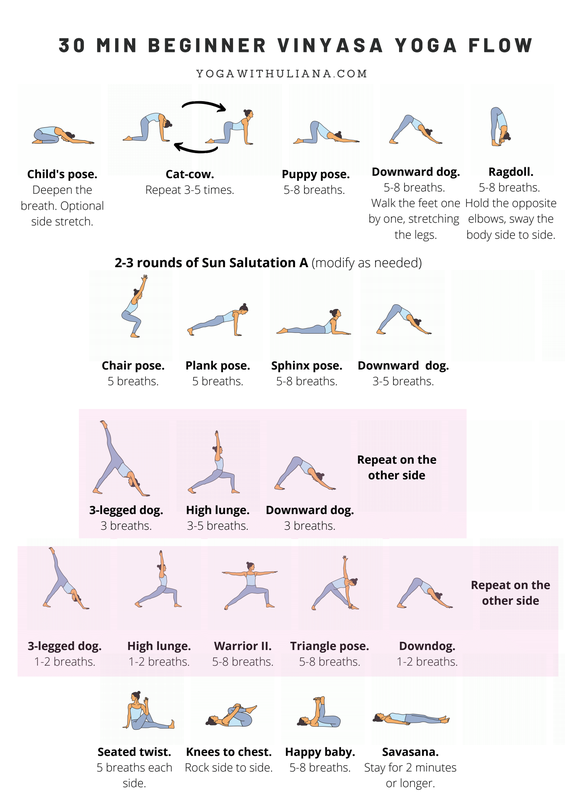 30 MIN BEGINNER VINYASA YOGA FLOW
YOGAWITHULIANA.COM
Child's pose.
Deepen the
breath. Optional
side stretch.
Cat-cow.
Repeat 3-5 times.
Puppy pose.
5-8 breaths.
Downward dog.
5-8 breaths.
Walk the feet one
by one, stretching
the legs.
Ragdoll.
5-8 breaths.
Hold the opposite
elbows, sway the
body side to side.
2-3 rounds of Sun Salutation A (modify as needed)
Chair pose.
5 breaths.
Plank pose.
5 breaths.
Sphinx pose.
5-8 breaths.
Downward dog.
3-5 breaths.
3-legged dog.
3 breaths.
High lunge.
3-5 breaths.
Downward dog.
3 breaths.
Repeat on the
other side
3-legged dog.
1-2 breaths.
High lunge.
1-2 breaths.
Warrior II.
5-8 breaths.
Triangle pose.
5-8 breaths.
Downdog.
1-2 breaths.
Repeat on the
other side
Seated twist.
5 breaths each
side.
Knees to chest.
Rock side to side.
Happy baby.
5-8 breaths.
Savasana.
Stay for 2 minutes
or longer.